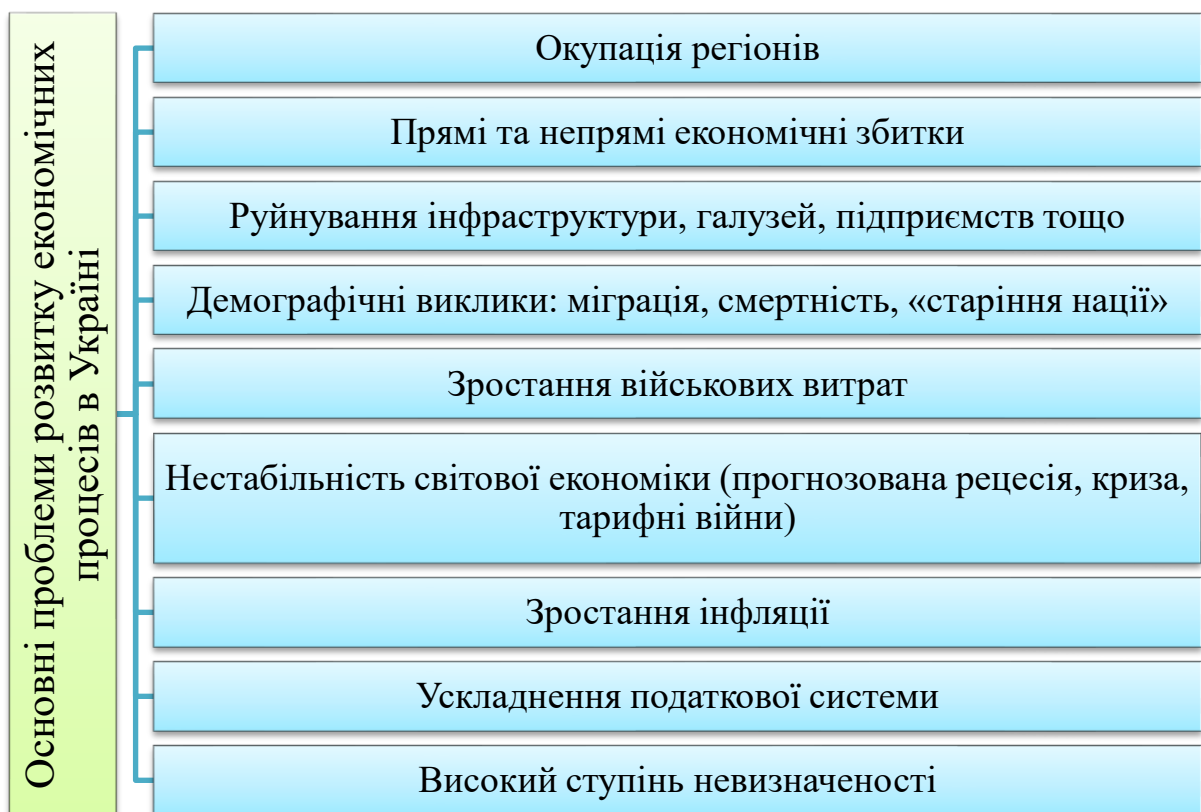 Основні проблеми розвитку економічних
процесів в Україні
Окупація регіонів
Прямі та непрямі економічні збитки
Руйнування інфраструктури, галузей, підприємств тощо
Демографічні виклики: міграція, смертність, «старіння нації»
Зростання військових витрат
Нестабільність світової економіки (прогнозована рецесія, криза,
тарифні війни)
Зростання інфляції
Ускладнення податкової системи
Високий ступінь невизначеності